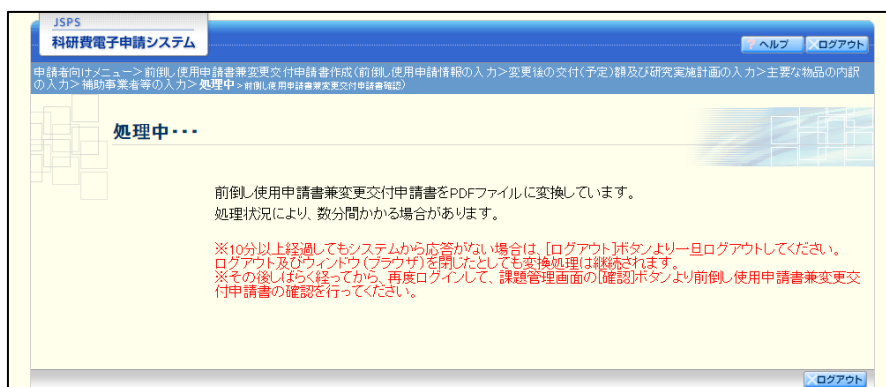 JSPS
科研費電子申請システム
? ヘルプ
ログアウト
申請者向けメニュー＞前倒し使用申請書兼変更交付申請書作成(前倒し使用申請情報の入力＞変更後の交付(予定)額及び研究実施計画の入力＞主要な物品の内訳
の入力＞補助事業者等の入力＞処理中＞前倒し使用申請書兼変更交付申請書確認)
処理中・・・
前倒し使用申請書兼変更交付申請書をPDFファイルに変換しています。
処理状況により、数分間かかる場合があります。
※10分以上経過してもシステムから応答がない場合は、[ログアウト]ボタンより一旦ログアウトしてください。
ログアウト及びウィンドウ(ブラウザ)を閉じたとしても変換処理は継続されます。
※その後しばらく経ってから、再度ログインして、課題管理画面の[確認]ボタンより前倒し使用申請書兼変更交
付申請書の確認を行ってください。
ログアウト